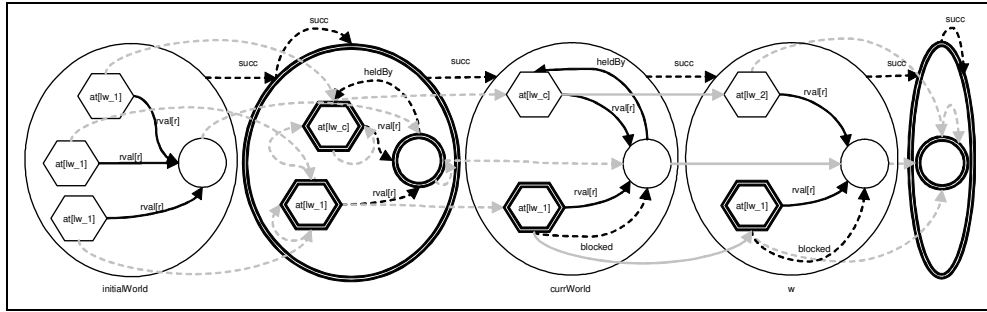 succ
succ
succ
succ
succ
succ
succ
heldBy
heldBy
at[lw_1]
rval[r]
at[lw_1]
rval[r]
at[lw_1]
rval[r]
at[lw_c]
rval[r]
at[lw_1]
rval[r]
at[lw_c]
rval[r]
at[lw_1]
rval[r]
blocked
at[lw_2]
rval[r]
at[lw_1]
rval[r]
blocked
initialWorld
currWorld
w